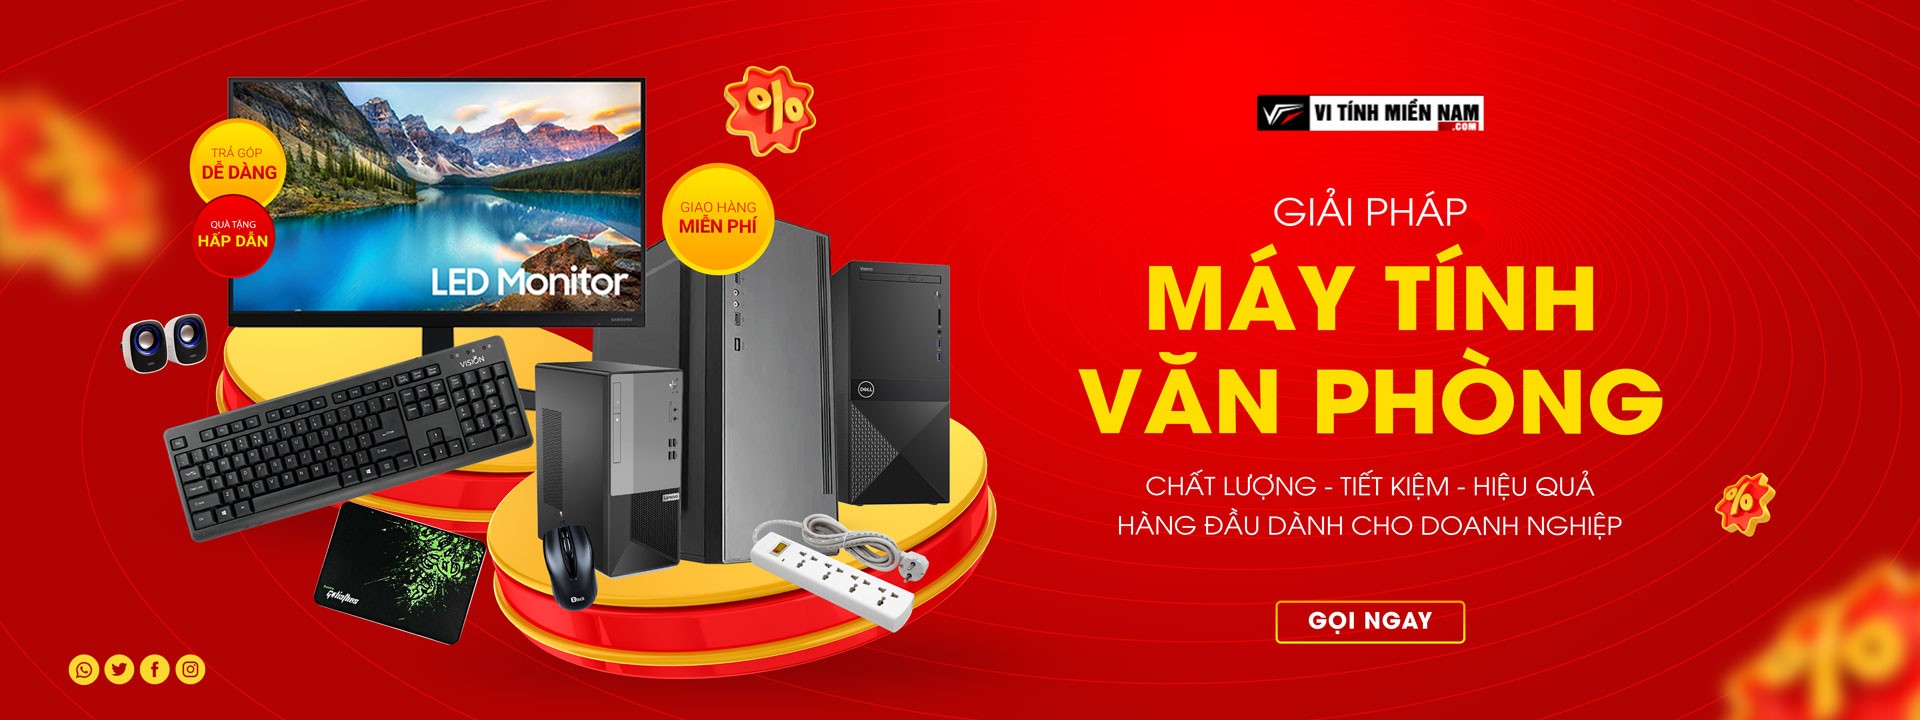 VI TÍNH MIỀN NAM
.COM
GIẢI PHÁP
MÁY TÍNH
VĂN PHÒNG
CHẤT LƯỢNG - TIẾT KIỆM - HIỆU QUẢ
HÀNG ĐẦU DÀNH CHO DOANH NGHIỆP
GỌI NGAY
TRẢ GÓP
DỄ DÀNG
QUÀ TẶNG
HẤP DẪN
GIAO HÀNG
MIỄN PHÍ
LED Monitor
SAMSUNG
VISION
Lenovo
DELL
Vostro
%
%
%